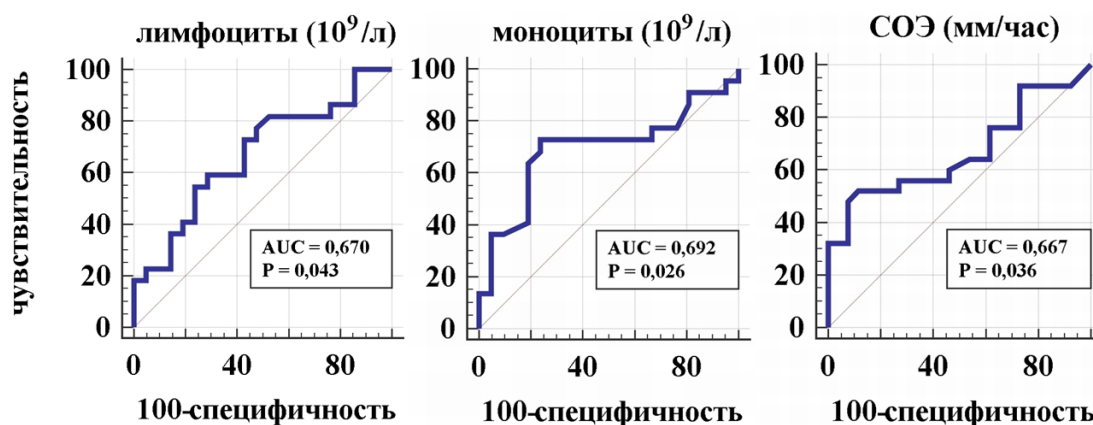 лимфоциты (10⁹/л)
моноциты (10⁹/л)
СОЭ (мм/час)
чувствительность
100
80
60
40
20
0
AUC = 0,670
P = 0,043
0
40
80
100-специфичность
100
80
60
40
20
0
AUC = 0,692
P = 0,026
0
40
80
100-специфичность
100
80
60
40
20
0
AUC = 0,667
P = 0,036
0
40
80
100-специфичность